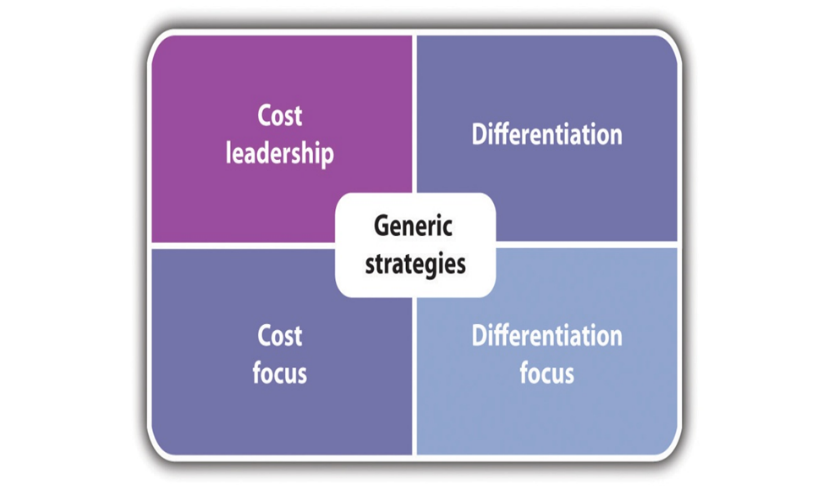 Cost
leadership
Differentiation
Generic
strategies
Cost
focus
Differentiation
focus